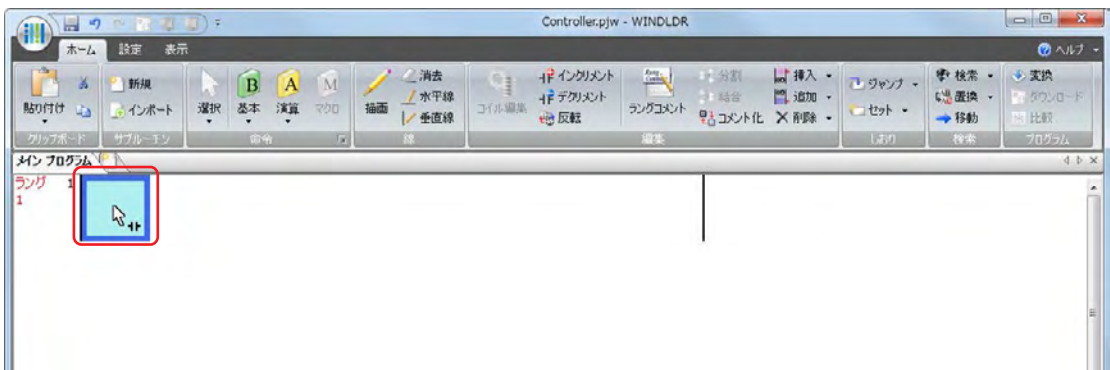 Controller.pjw - WINDLDR
ホーム 設定 表示 ヘルプ
貼り付け 新規 インポート 選択 B 基本 A 演算 M マクロ 描画 消去 水平線 垂直線 コイル編集 インクリメント デクリメント 反転 Rung Comment ラングコメント 分割 結合 コメント化 挿入 追加 削除 ジャンプ セット 検索 置換 移動 変換 ダウンロード 比較
クリップボード サブルーチン 命令 線 編集 しおり 検索 プログラム
メイン プログラム
ラング 1
1